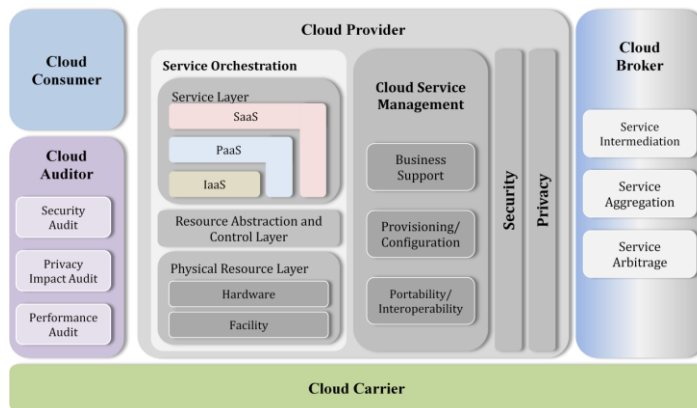 Cloud
Consumer
Cloud
Auditor
Security
Audit
Privacy
Impact Audit
Performance
Audit
Cloud Provider
Service Orchestration
Service Layer
SaaS
PaaS
IaaS
Resource Abstraction and
Control Layer
Physical Resource Layer
Hardware
Facility
Cloud Service
Management
Business
Support
Provisioning/
Configuration
Portability/
Interoperability
Security
Privacy
Cloud
Broker
Service
Intermediation
Service
Aggregation
Service
Arbitrage
Cloud Carrier